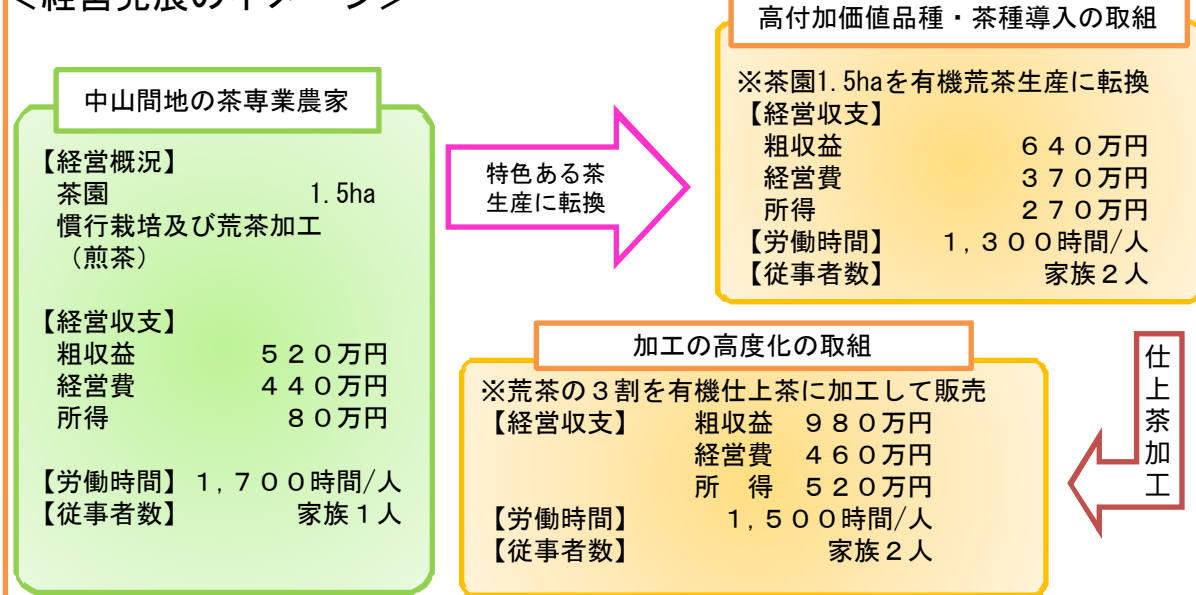 ＜経営発展のイメージ＞
中山間地の茶専業農家
【経営概況】
茶園 1.5ha
慣行栽培及び荒茶加工
（煎茶）
【経営収支】
粗収益 ５２０万円
経営費 ４４０万円
所得 ８０万円
【労働時間】１,７００時間/人
【従事者数】 家族１人
特色ある茶
生産に転換
高付加価値品種・茶種導入の取組
※茶園1.5haを有機荒茶生産に転換
【経営収支】
粗収益 ６４０万円
経営費 ３７０万円
所得 ２７０万円
【労働時間】 １,３００時間/人
【従事者数】 家族２人
仕上茶加工
加工の高度化の取組
※荒茶の３割を有機仕上茶に加工して販売
【経営収支】 粗収益 ９８０万円
経営費 ４６０万円
所 得 ５２０万円
【労働時間】 １,５００時間/人
【従事者数】 家族２人